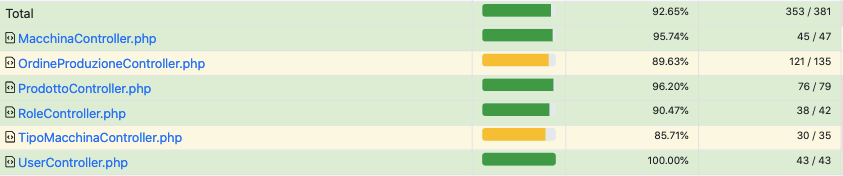 Total 92.65% 353 / 381
MacchinaController.php 95.74% 45 / 47
OrdineProduzioneController.php 89.63% 121 / 135
ProdottoController.php 96.20% 76 / 79
RoleController.php 90.47% 38 / 42
TipoMacchinaController.php 85.71% 30 / 35
UserController.php 100.00% 43 / 43